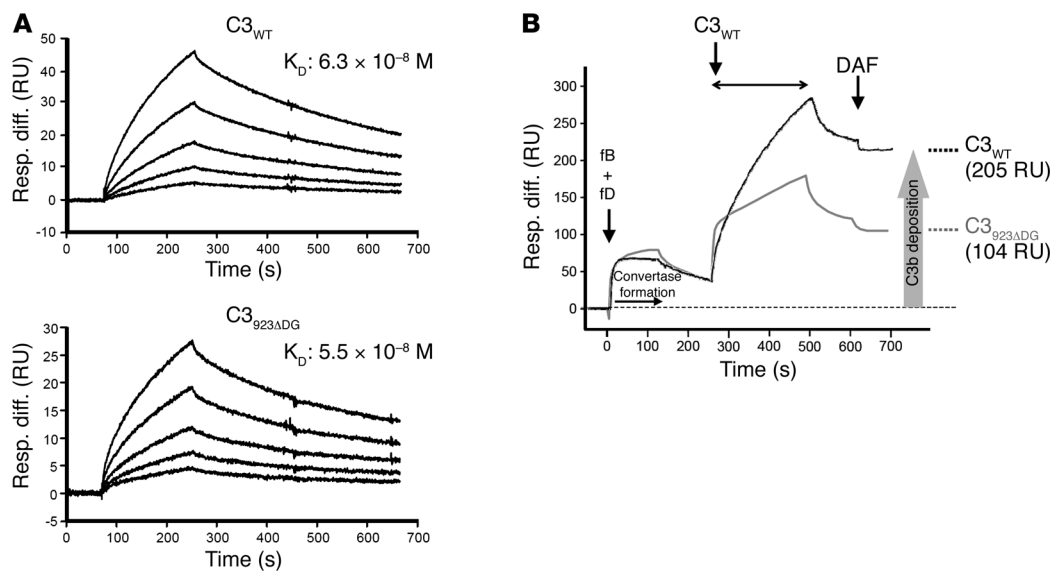 A
C3WT
KD: 6.3 × 10–8 M
Resp. diff. (RU)
50
40
30
20
10
0
-10
0 100 200 300 400 500 600 700
Time (s)
C3923ΔDG
KD: 5.5 × 10–8 M
Resp. diff. (RU)
30
25
20
15
10
5
0
-5
0 100 200 300 400 500 600 700
Time (s)
B
C3WT
DAF
fB
+
fD
Convertase
formation
Resp. diff. (RU)
300
250
200
150
100
50
0
0 100 200 300 400 500 600 700
Time (s)
C3b deposition
C3WT
(205 RU)
C3923ΔDG
(104 RU)